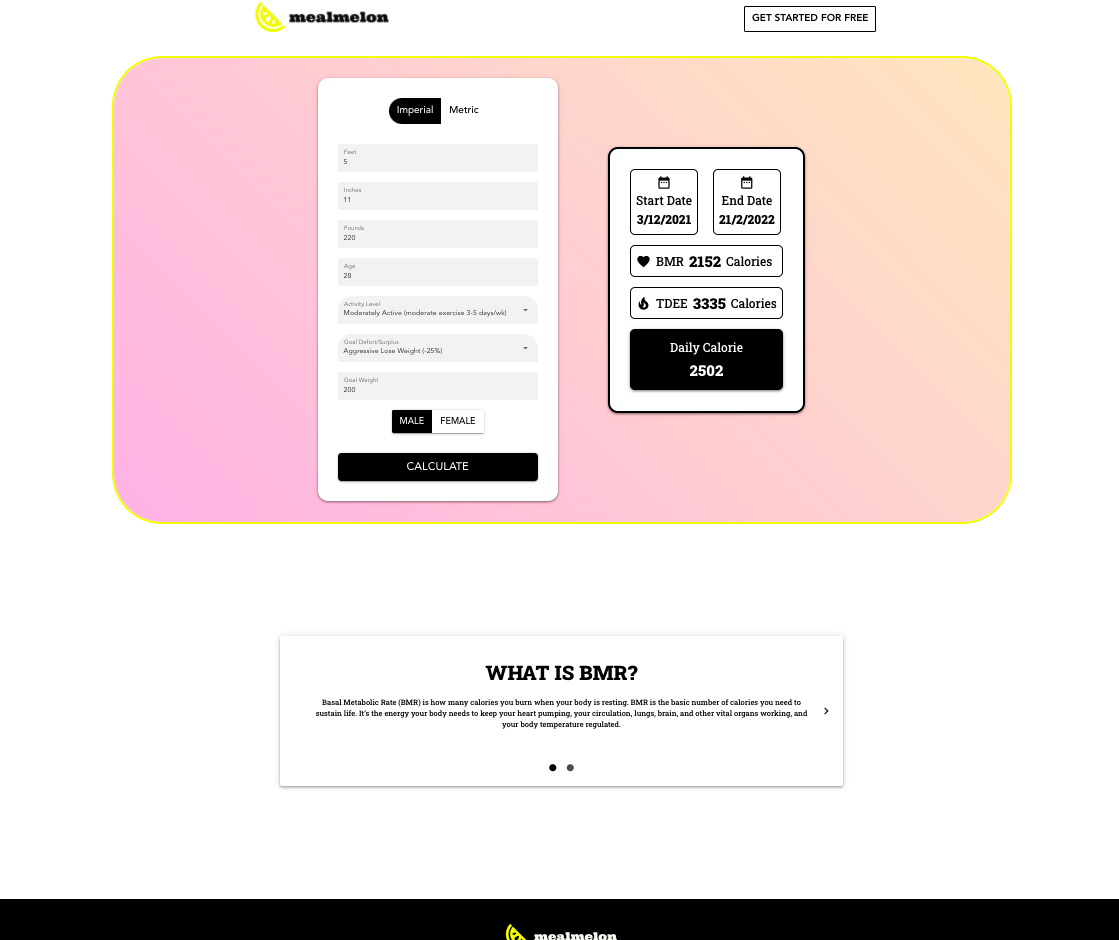 mealmelon
GET STARTED FOR FREE
Imperial Metric
Feet
5
Inches
11
Pounds
220
Age
28
Activity Level
Moderately Active (moderate exercise 3-5 days/wk)
Goal Deficit/Surplus
Aggressive Lose Weight (-25%)
Goal Weight
200
MALE FEMALE
CALCULATE
Start Date
3/12/2021
End Date
21/2/2022
BMR 2152 Calories
TDEE 3335 Calories
Daily Calorie
2502
WHAT IS BMR?
Basal Metabolic Rate (BMR) is how many calories you burn when your body is resting. BMR is the basic number of calories you need to
sustain life. It's the energy your body needs to keep your heart pumping, your circulation, lungs, brain, and other vital organs working, and
your body temperature regulated.
mealmelon